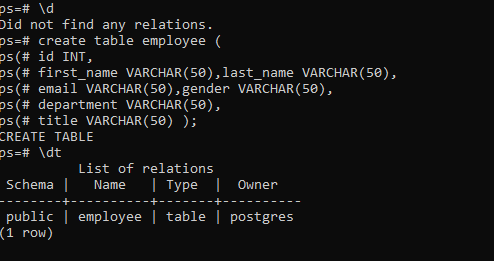 ps=# \d
Did not find any relations.
ps=# create table employee (
ps(# id INT,
ps(# first_name VARCHAR(50),last_name VARCHAR(50),
ps(# email VARCHAR(50),gender VARCHAR(50),
ps(# department VARCHAR(50),
ps(# title VARCHAR(50) );
CREATE TABLE
ps=# \dt
          List of relations
 Schema |   Name   | Type  |  Owner
--------+----------+-------+----------
 public | employee | table | postgres
(1 row)